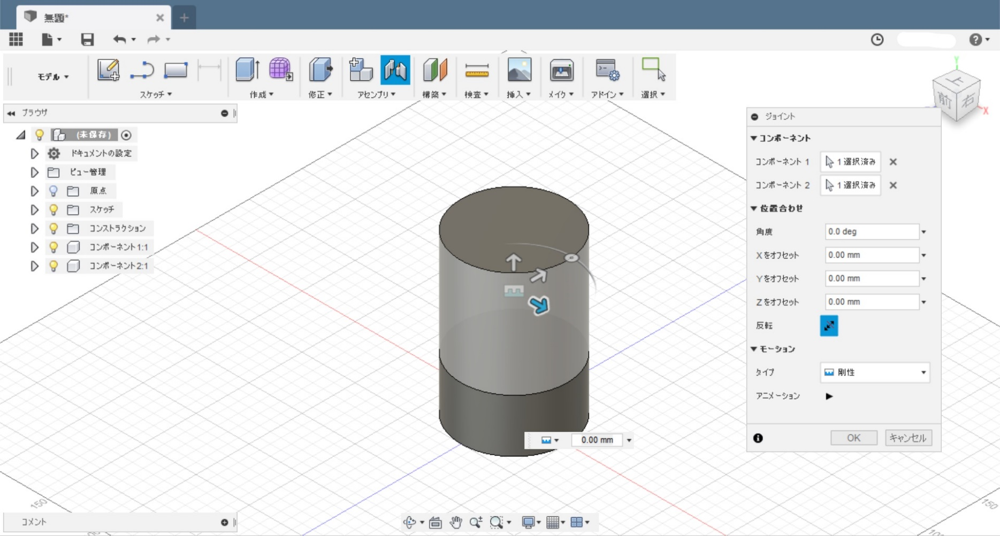 無題*
モデル
スケッチ
作成
修正
アセンブリ
構築
検査
挿入
メイク
アドイン
選択
ブラウザ
(未保存)
ドキュメントの設定
ビュー管理
原点
スケッチ
コンストラクション
コンポーネント1:1
コンポーネント2:1
上
前
右
Y
X
ジョイント
コンポーネント
コンポーネント 1 1 選択済み
コンポーネント 2 1 選択済み
位置合わせ
角度 0.0 deg
X をオフセット 0.00 mm
Y をオフセット 0.00 mm
Z をオフセット 0.00 mm
反転
モーション
タイプ 剛性
アニメーション
OK キャンセル
0.00 mm
150
150
コメント